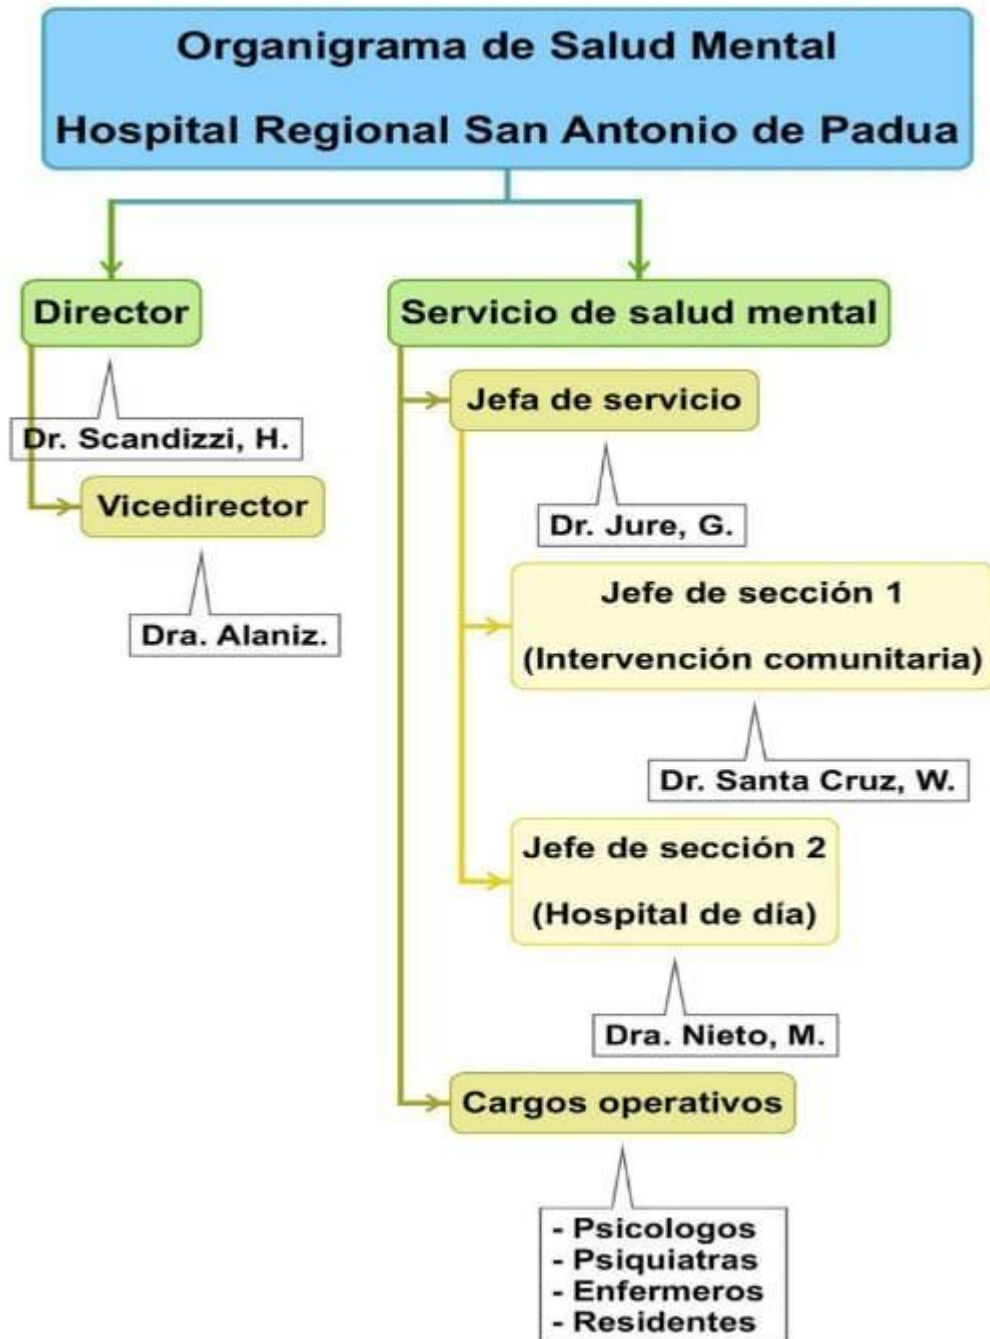 Organigrama de Salud Mental
Hospital Regional San Antonio de Padua
Director
Dr. Scandizzi, H.
Vicedirector
Dra. Alaniz.
Servicio de salud mental
Jefa de servicio
Dr. Jure, G.
Jefe de sección 1
(Intervención comunitaria)
Dr. Santa Cruz, W.
Jefe de sección 2
(Hospital de día)
Dra. Nieto, M.
Cargos operativos
- Psicologos
- Psiquiatras
- Enfermeros
- Residentes